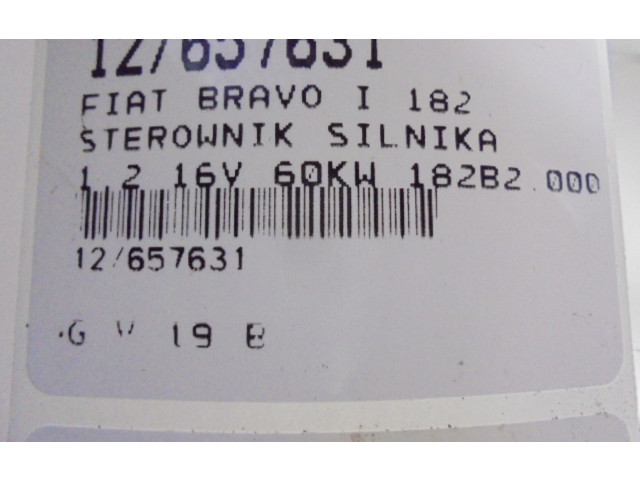 12/657631
FIAT BRAVO I 182
STEROWNIK SILNIKA
1.2 16V 60KW 182B2.000
12/657631
G V 19 B